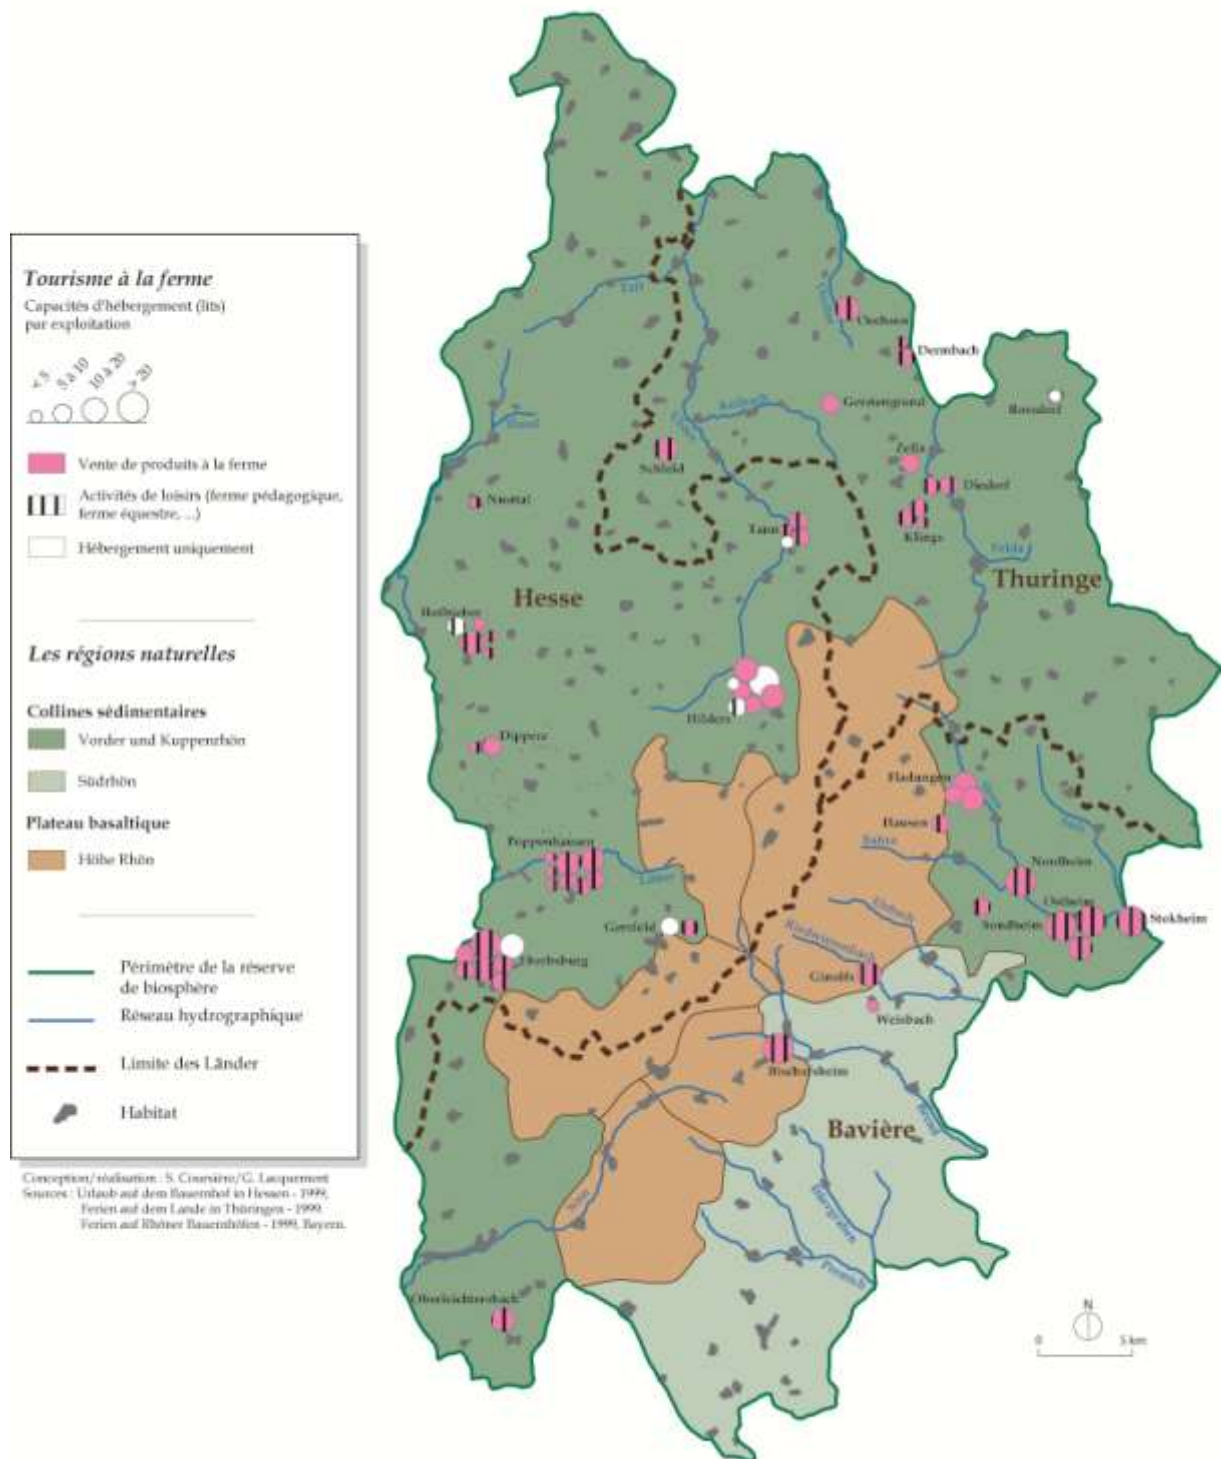 Tourisme à la ferme
Capacités d'hébergement (lits)
par exploitation
< 5
5 à 10
10 à 20
> 20
Vente de produits à la ferme
Activités de loisirs (ferme pédagogique,
ferme équestre, ...)
Hébergement uniquement
Les régions naturelles
Collines sédimentaires
Vorder und Kuppenrhön
Südrhön
Plateau basaltique
Höhe Rhön
Périmètre de la réserve
de biosphère
Réseau hydrographique
Limite des Länder
Habitat
Conception/réalisation : S. Coursière/G. Lacquement
Sources : Urlaub auf dem Bauernhof in Hessen - 1999,
Ferien auf dem Lande in Thüringen - 1999.
Ferien auf Rhöner Bauernhöfen - 1999, Bayern.
Dermbach
Gerstengrund
Zella
Schleid
Diedorf
Klings
Tann
Felda
Hesse
Thuringe
Hilders
Fladungen
Hausen
Poppenhausen
Nordheim
Ostheim
Sondheim
Stokheim
Gersfeld
Ginolfs
Weisbach
Bischofsheim
Bavière
Brend
Premich
N
0 5 km